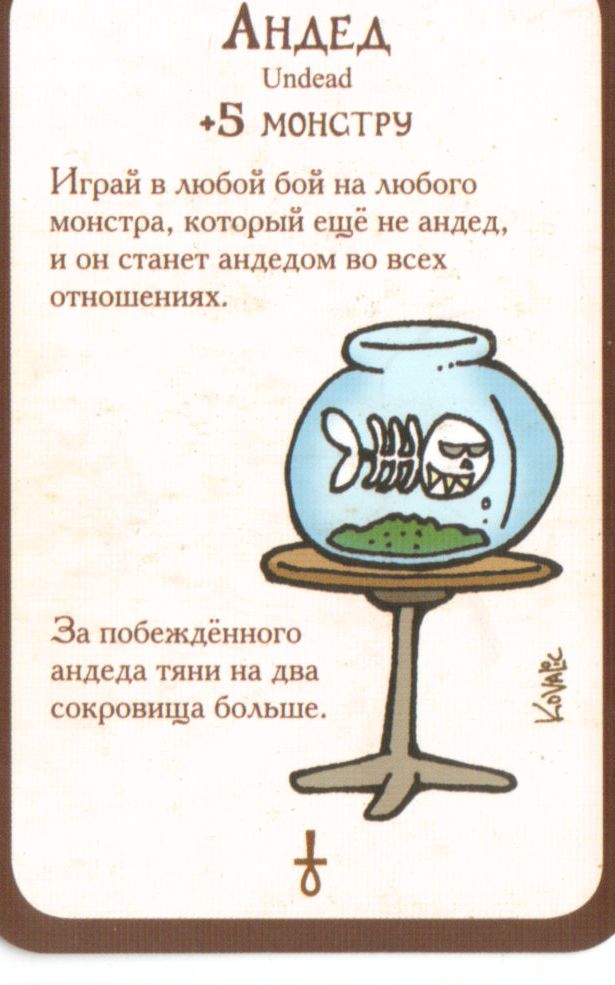 Андед
Undead
+5 монстру
Играй в любой бой на любого
монстра, который ещё не андед,
и он станет андедом во всех
отношениях.
За побеждённого
андеда тяни на два
сокровища больше.
Kovalic